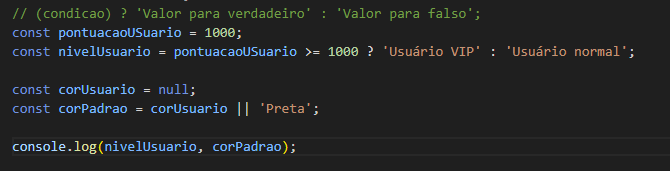 // (condicao) ? 'Valor para verdadeiro' : 'Valor para falso';
const pontuacaoUSuario = 1000;
const nivelUsuario = pontuacaoUSuario >= 1000 ? 'Usuário VIP' : 'Usuário normal';
const corUsuario = null;
const corPadrao = corUsuario || 'Preta';
console.log(nivelUsuario, corPadrao);